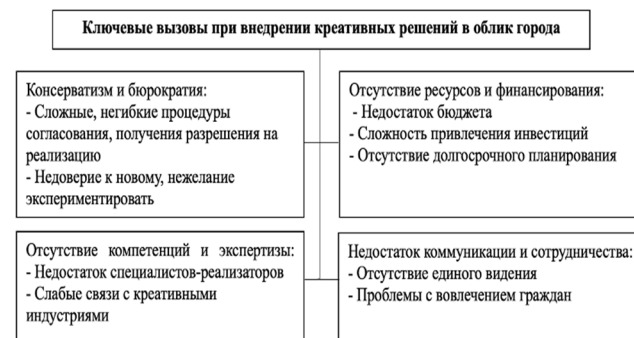 Ключевые вызовы при внедрении креативных решений в облик города
Консерватизм и бюрократия:
- Сложные, негибкие процедуры
согласования, получения разрешения на
реализацию
- Недоверие к новому, нежелание
экспериментировать
Отсутствие ресурсов и финансирования:
- Недостаток бюджета
- Сложность привлечения инвестиций
- Отсутствие долгосрочного планирования
Отсутствие компетенций и экспертизы:
- Недостаток специалистов-реализаторов
- Слабые связи с креативными
индустриями
Недостаток коммуникации и сотрудничества:
- Отсутствие единого видения
- Проблемы с вовлечением граждан